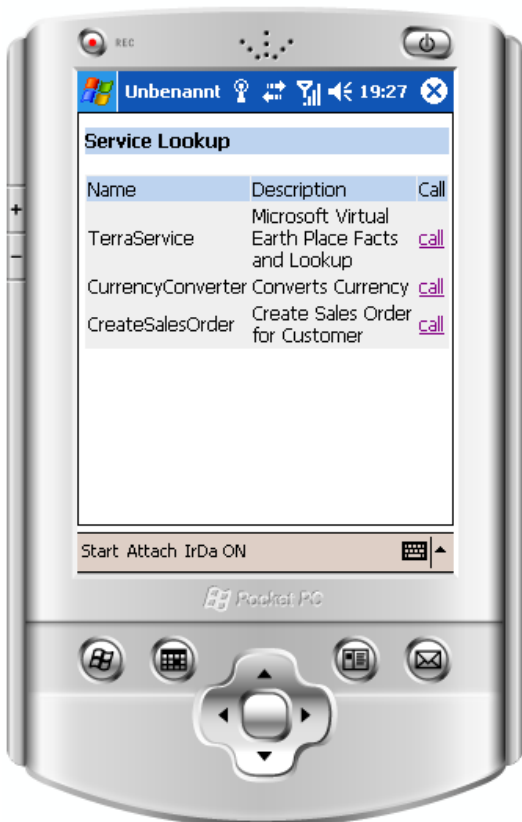 REC
Unbenannt 19:27
Service Lookup
Name Description Call
TerraService Microsoft Virtual Earth Place Facts and Lookup call
CurrencyConverter Converts Currency call
CreateSalesOrder Create Sales Order for Customer call
Start Attach IrDa ON
Pocket PC
+
-